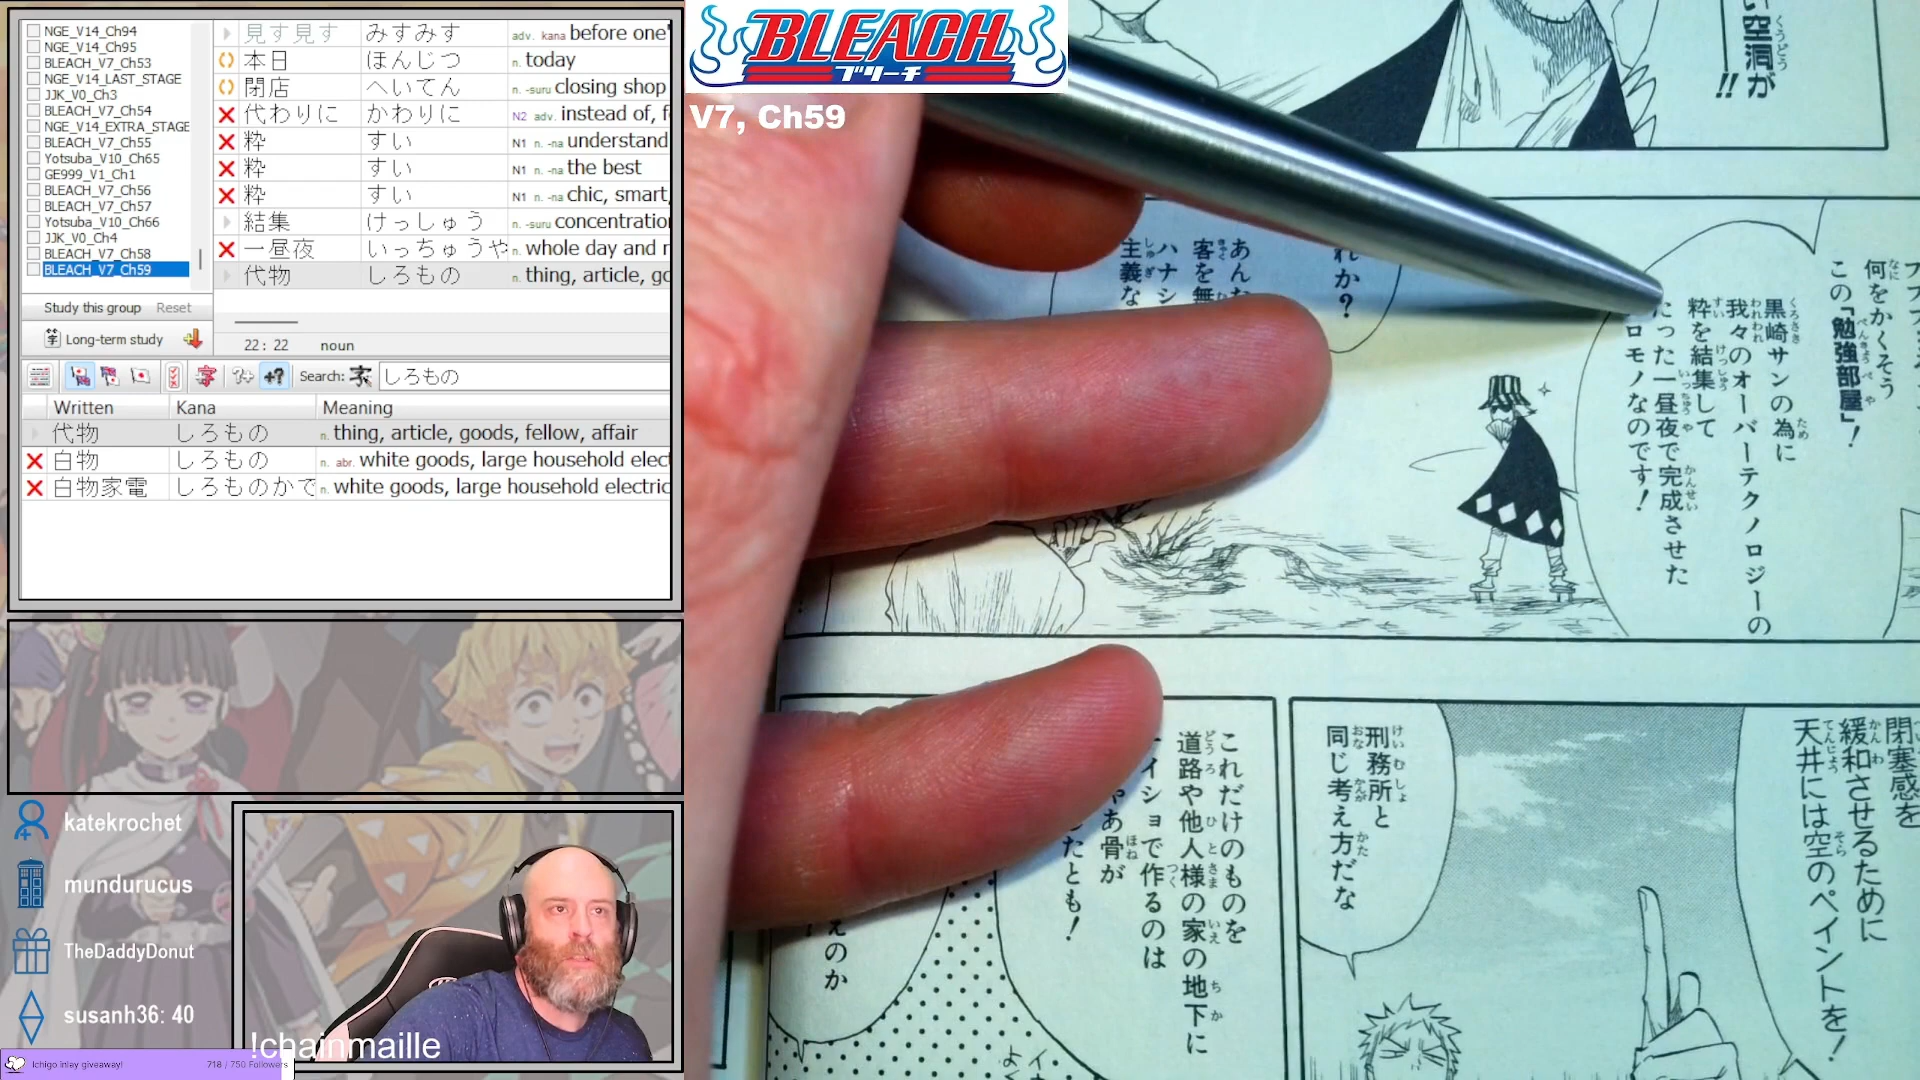 NGE_V14_Ch94
NGE_V14_Ch95
BLEACH_V7_Ch53
NGE_V14_LAST_STAGE
JJK_V0_Ch3
BLEACH_V7_Ch54
NGE_V14_EXTRA_STAGE
BLEACH_V7_Ch55
Yotsuba_V10_Ch65
GE999_V1_Ch1
BLEACH_V7_Ch56
BLEACH_V7_Ch57
Yotsuba_V10_Ch66
JJK_V0_Ch4
BLEACH_V7_Ch58
BLEACH_V7_Ch59
Study this group Reset
Long-term study
見す見す みすみす adv. kana before one'
本日 ほんじつ n. today
閉店 へいてん n. -suru closing shop
代わりに かわりに N2 adv. instead of, f
粋 すい N1 n. -na understand
粋 すい N1 n. -na the best
粋 すい N1 n. -na chic, smart,
結集 けっしゅう n. -suru concentration
一昼夜 いっちゅうや n. whole day and n
代物 しろもの n. thing, article, go
22 : 22 noun
Search: しろもの
Written Kana Meaning
代物 しろもの n. thing, article, goods, fellow, affair
白物 しろもの n. abr. white goods, large household elec
白物家電 しろものかで n. white goods, large household electric
katekrochet
mundurucus
TheDaddyDonut
susanh36: 40
Ichigo inlay giveaway! 718 / 750 Followers
!chainmaille
BLEACH
ブリーチ
V7, Ch59
い空洞が
!!
何をかくそう
この「勉強部屋」!
黒崎サンの為に
我々のオーバーテクノロジーの
粋を結集して
たった一昼夜で完成させた
ロモノなのです!
れか?
あんた
客を無
ハナシ
主義な
閉塞感を
緩和させるために
天井には空のペイントを!
刑務所と
同じ考え方だな
これだけのものを
道路や他人様の家の地下に
イショで作るのは
やあ骨が
たとも!
えのか